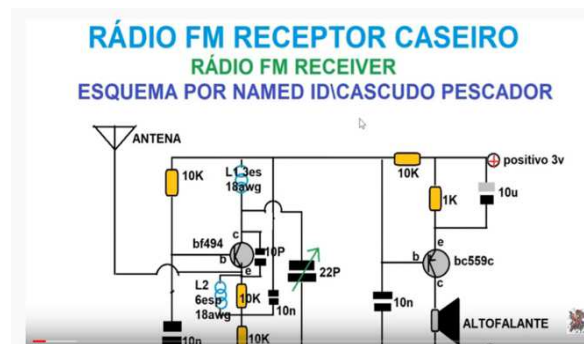 RÁDIO FM RECEPTOR CASEIRO
RÁDIO FM RECEIVER
ESQUEMA POR NAMED ID\CASCUDO PESCADOR
ANTENA
10K
L1 3es
18awg
10K
positivo 3v
1K
10u
bf494
c
b
e
10P
22P
e
b
c
bc559c
L2
6esp
18awg
10K
10n
10n
ALTOFALANTE
10n
10K